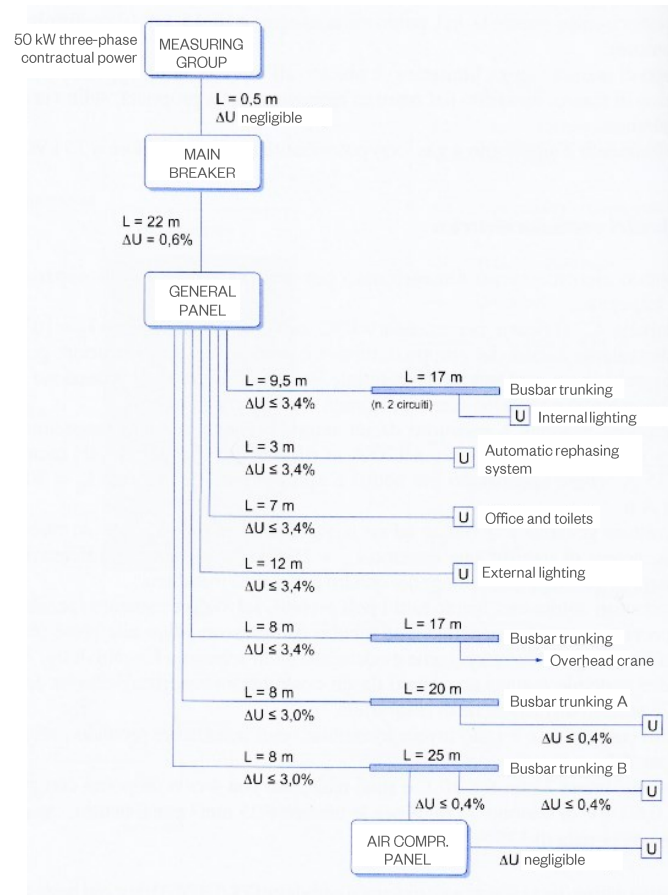 50 kW three-phase
contractual power
MEASURING
GROUP
L = 0,5 m
ΔU negligible
MAIN
BREAKER
L = 22 m
ΔU = 0,6%
GENERAL
PANEL
L = 9,5 m
ΔU ≤ 3,4%
L = 17 m
(n. 2 circuiti)
Busbar trunking
U Internal lighting
L = 3 m
ΔU ≤ 3,4%
U Automatic rephasing
system
L = 7 m
ΔU ≤ 3,4%
U Office and toilets
L = 12 m
ΔU ≤ 3,4%
U External lighting
L = 8 m
ΔU ≤ 3,4%
L = 17 m
Busbar trunking
Overhead crane
L = 8 m
ΔU ≤ 3,0%
L = 20 m
Busbar trunking A
ΔU ≤ 0,4%
U
L = 8 m
ΔU ≤ 3,0%
L = 25 m
Busbar trunking B
ΔU ≤ 0,4%
ΔU ≤ 0,4%
U
AIR COMPR.
PANEL
ΔU negligible
U